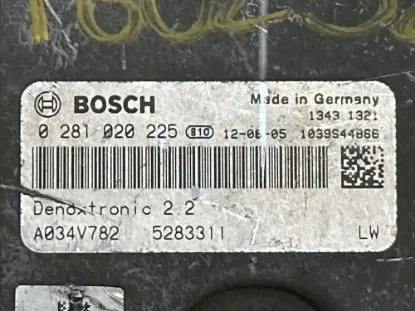 BOSCH
Made in Germany
1343 1321
0 281 020 225 810 12-06-05 1039S44866
Denoxtronic 2.2
A034V782 5283311 LW